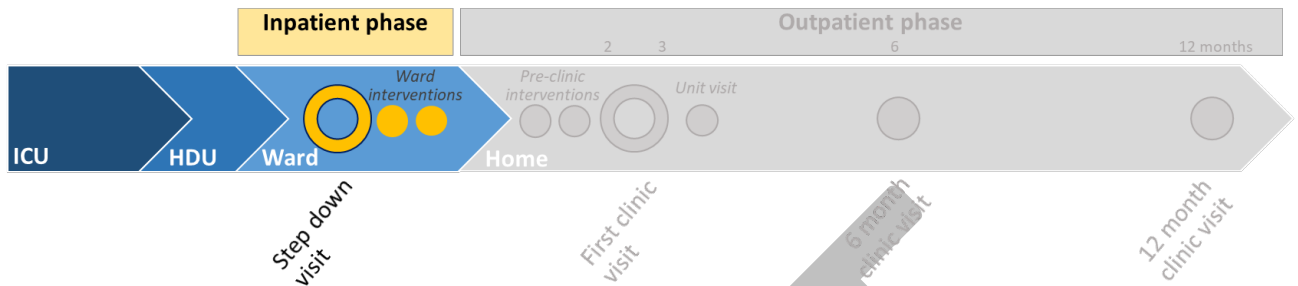 Inpatient phase
Outpatient phase
2
3
6
12 months
Ward
interventions
Pre-clinic
interventions
Unit visit
ICU
HDU
Ward
Home
Step down
visit
First clinic
visit
6 month
clinic visit
12 month
clinic visit